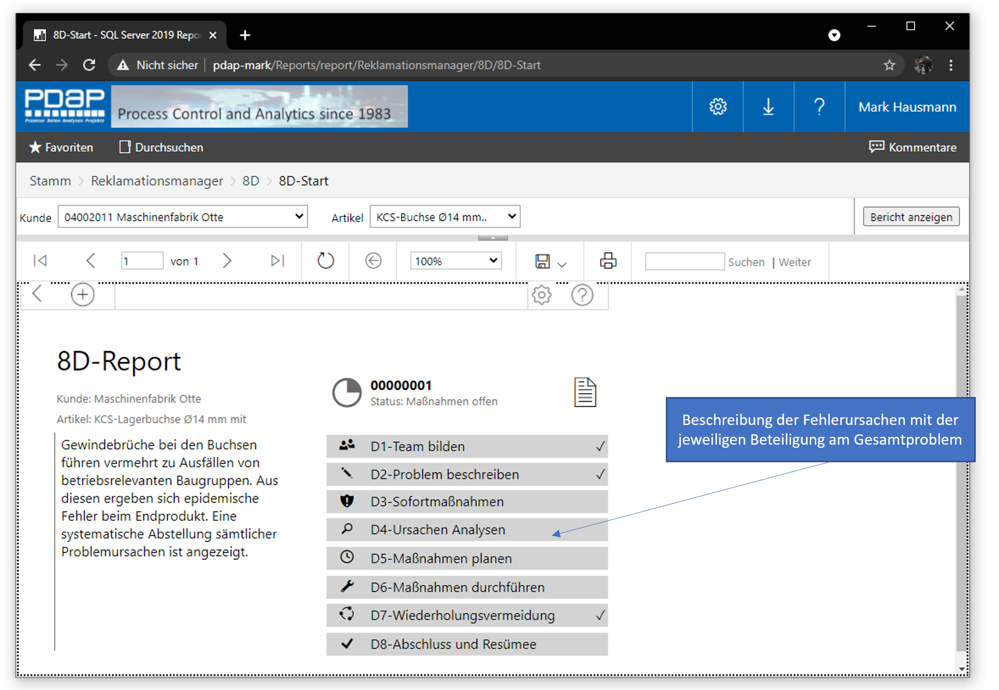 8D-Start - SQL Server 2019 Repo
Nicht sicher | pdap-mark/Reports/report/Reklamationsmanager/8D/8D-Start
PDAP
Prozesse Daten Analysen Projekte
Process Control and Analytics since 1983
?
Mark Hausmann
Favoriten
Durchsuchen
Kommentare
Stamm > Reklamationsmanager > 8D > 8D-Start
Kunde
04002011 Maschinenfabrik Otte
Artikel
KCS-Buchse Ø14 mm..
Bericht anzeigen
1
von 1
100%
Suchen | Weiter
?
8D-Report
Kunde: Maschinenfabrik Otte
Artikel: KCS-Lagerbuchse Ø14 mm mit
Gewindebrüche bei den Buchsen
führen vermehrt zu Ausfällen von
betriebsrelevanten Baugruppen. Aus
diesen ergeben sich epidemische
Fehler beim Endprodukt. Eine
systematische Abstellung sämtlicher
Problemursachen ist angezeigt.
00000001
Status: Maßnahmen offen
D1-Team bilden ✓
D2-Problem beschreiben ✓
D3-Sofortmaßnahmen
D4-Ursachen Analysen
D5-Maßnahmen planen
D6-Maßnahmen durchführen
D7-Wiederholungsvermeidung ✓
D8-Abschluss und Resümee
Beschreibung der Fehlerursachen mit der
jeweiligen Beteiligung am Gesamtproblem